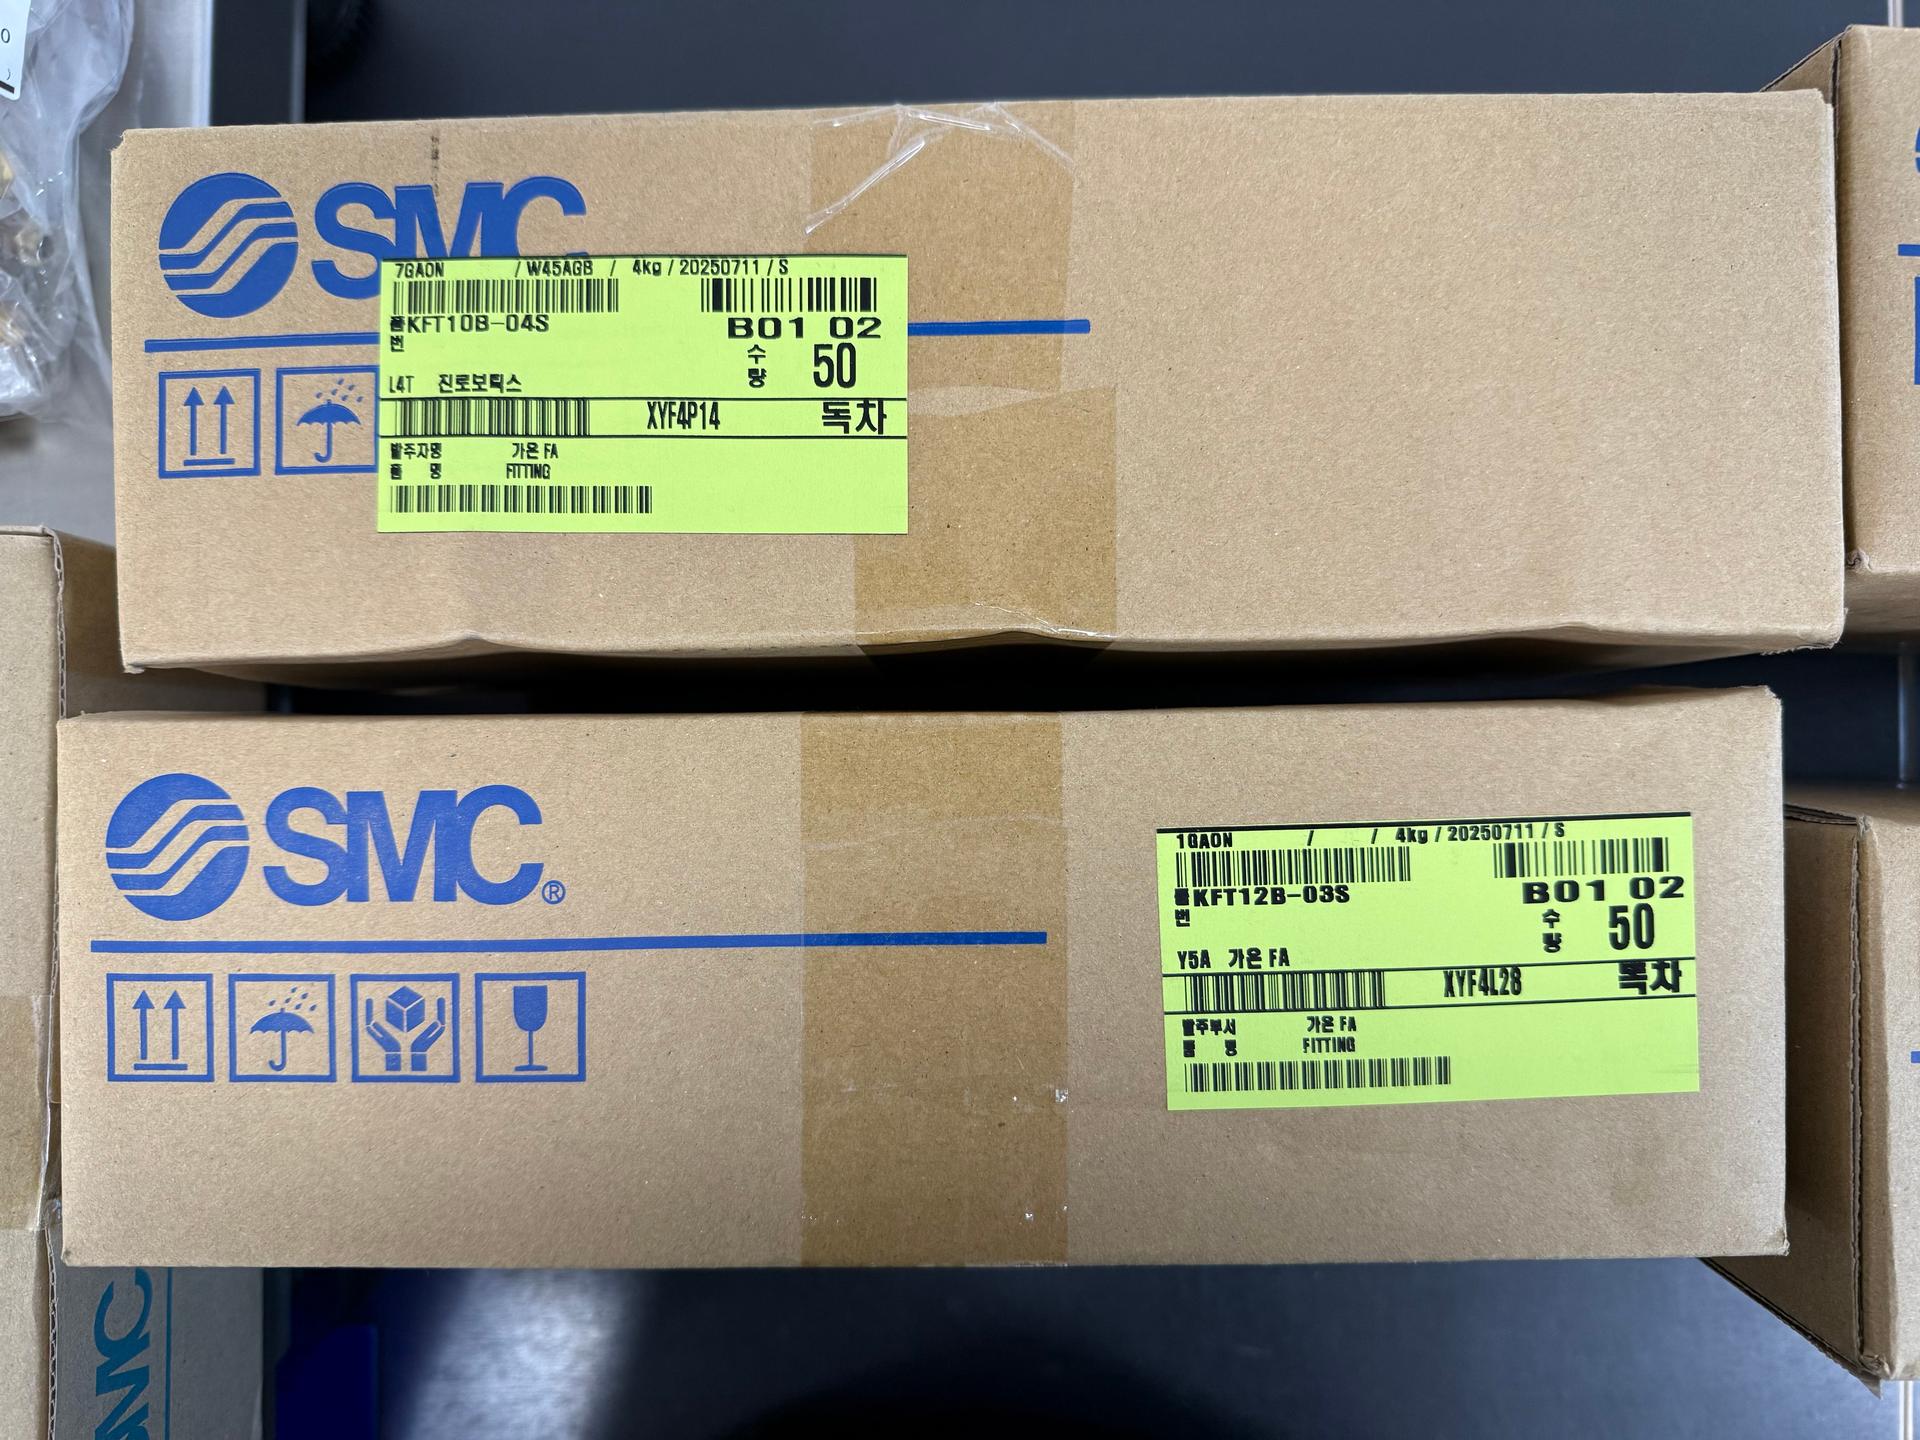 SMC
7GAON / W45AGB / 4kg / 20250711 / S
품번 KFT10B-04S B01 02
수량 50
L4T 진로보틱스
XYF4P14 독차
발주자명 가온 FA
품 명 FITTING
SMC®
1GAON / / 4kg / 20250711 / S
품번 KFT12B-03S B01 02
수량 50
Y5A 가온 FA
XYF4L28 독차
발주부서 가온 FA
품 명 FITTING